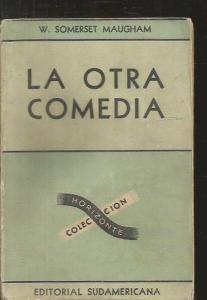 W. SOMERSET MAUGHAM
LA OTRA
COMEDIA
COLECCION
HORIZONTE
EDITORIAL SUDAMERICANA